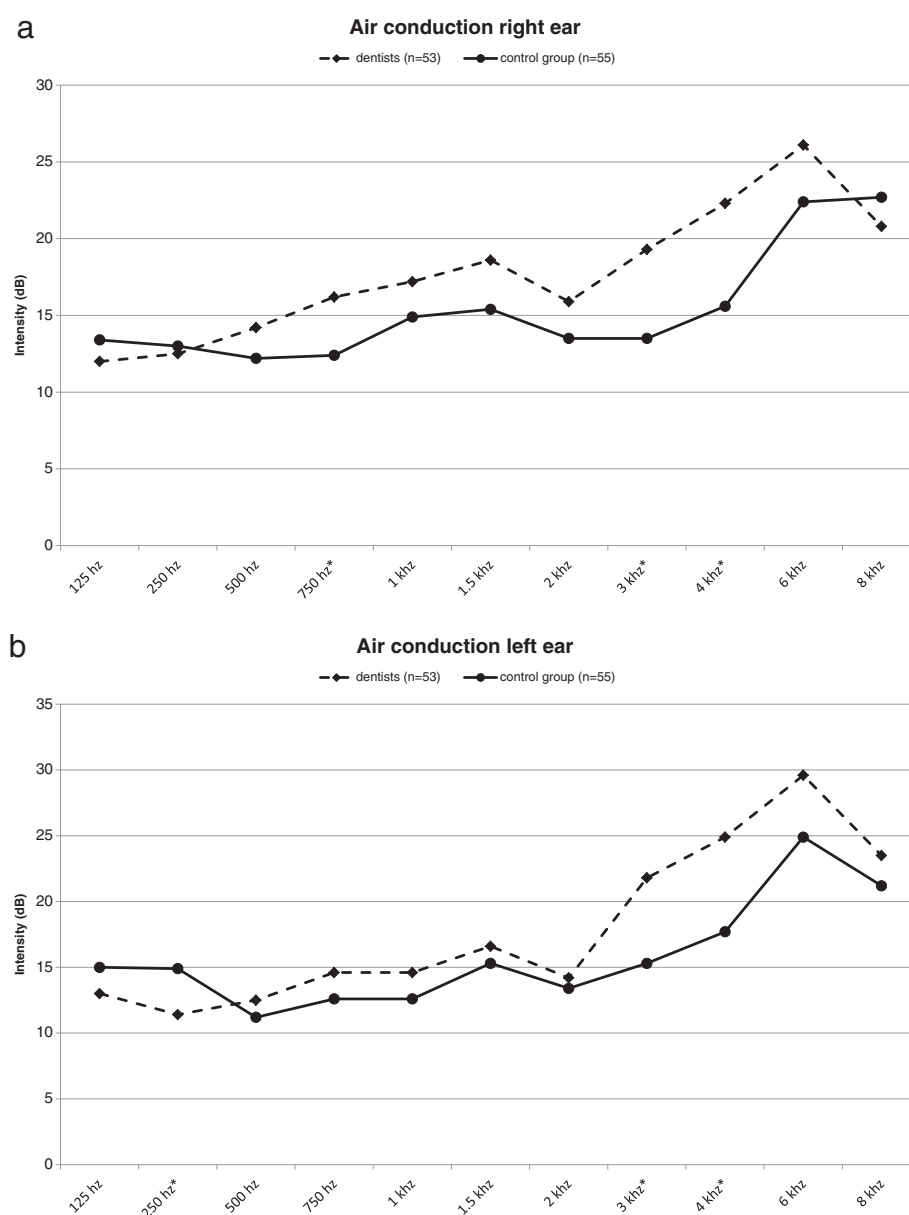 a
Air conduction right ear
dentists (n=53) control group (n=55)
30
25
20
15
10
5
0
Intensity (dB)
125 hz 250 hz 500 hz 750 hz* 1 khz 1.5 khz 2 khz 3 khz* 4 khz* 6 khz 8 khz
b
Air conduction left ear
dentists (n=53) control group (n=55)
35
30
25
20
15
10
5
0
Intensity (dB)
125 hz 250 hz* 500 hz 750 hz 1 khz 1.5 khz 2 khz 3 khz* 4 khz* 6 khz 8 khz